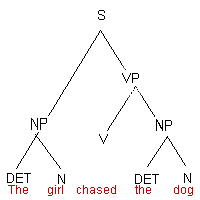 S
VP
NP
V
NP
DET N DET N
The girl chased the dog